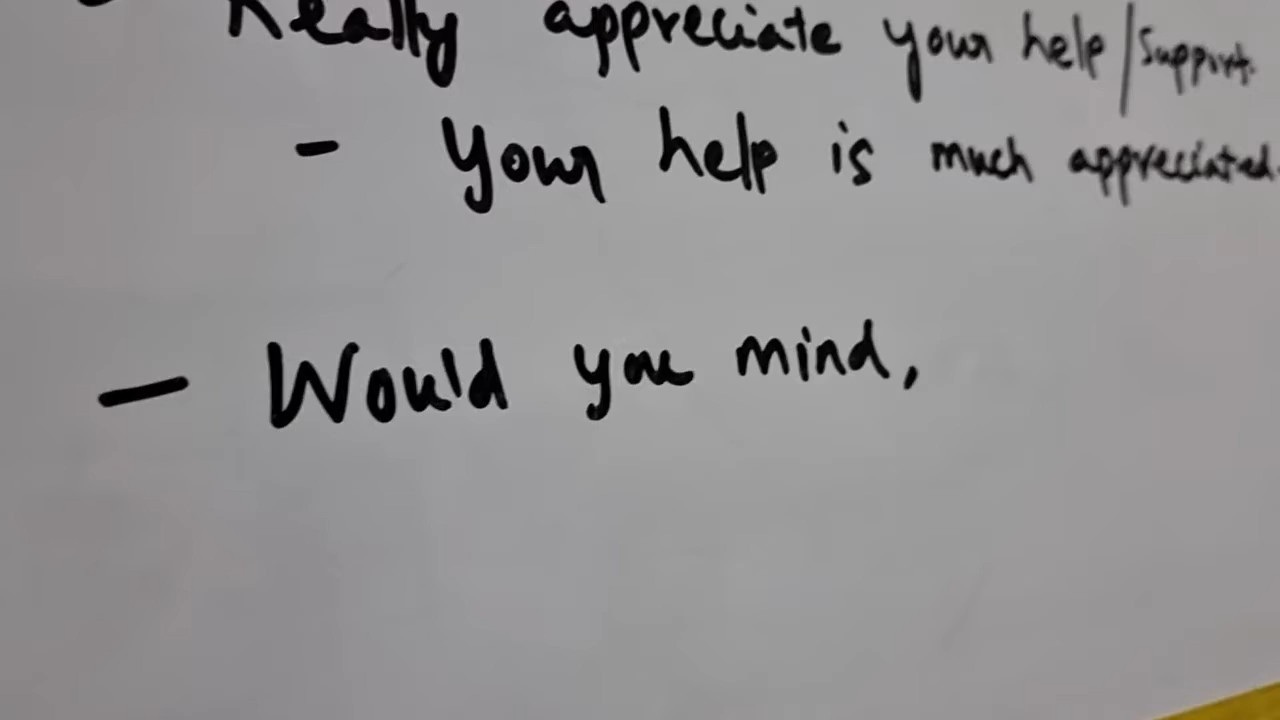 - Really appreciate your help/support.
- Your help is much appreciated.
- Would you mind,